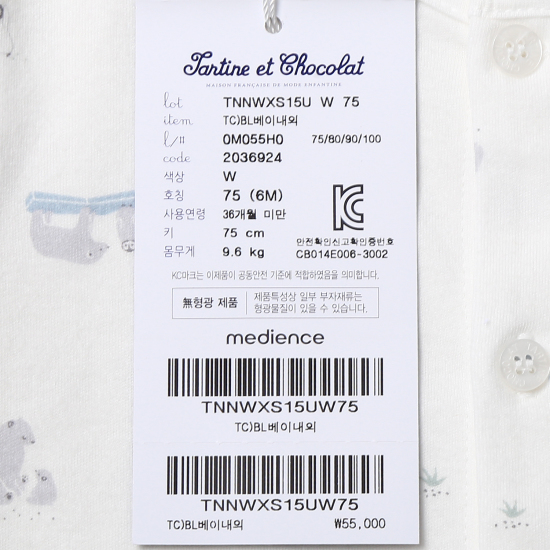 Tartine et Chocolat
MAISON FRANÇAISE DE MODE ENFANTINE
lot TNNWXS15U W 75
item TC)BL베이내의
l/# 0M055H0 75/80/90/100
code 2036924
색상 W
호칭 75 (6M)
사용연령 36개월 미만
키 75 cm
몸무게 9.6 kg
안전확인신고확인증번호
CB014E006-3002
KC마크는 이제품이 공통안전 기준에 적합하였음을 의미합니다.
無형광 제품
제품특성상 일부 부자재류는
형광물질이 있을 수 있습니다.
medience
TNNWXS15UW75
TC)BL베이내의
TNNWXS15UW75
TC)BL베이내의 ₩55,000